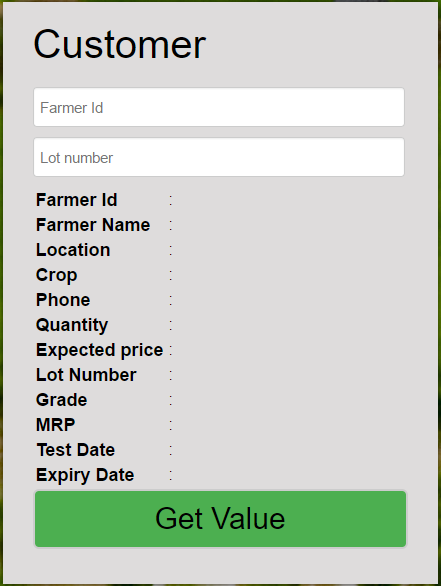 Customer
Farmer Id
Lot number
Farmer Id :
Farmer Name :
Location :
Crop :
Phone :
Quantity :
Expected price :
Lot Number :
Grade :
MRP :
Test Date :
Expiry Date :
Get Value